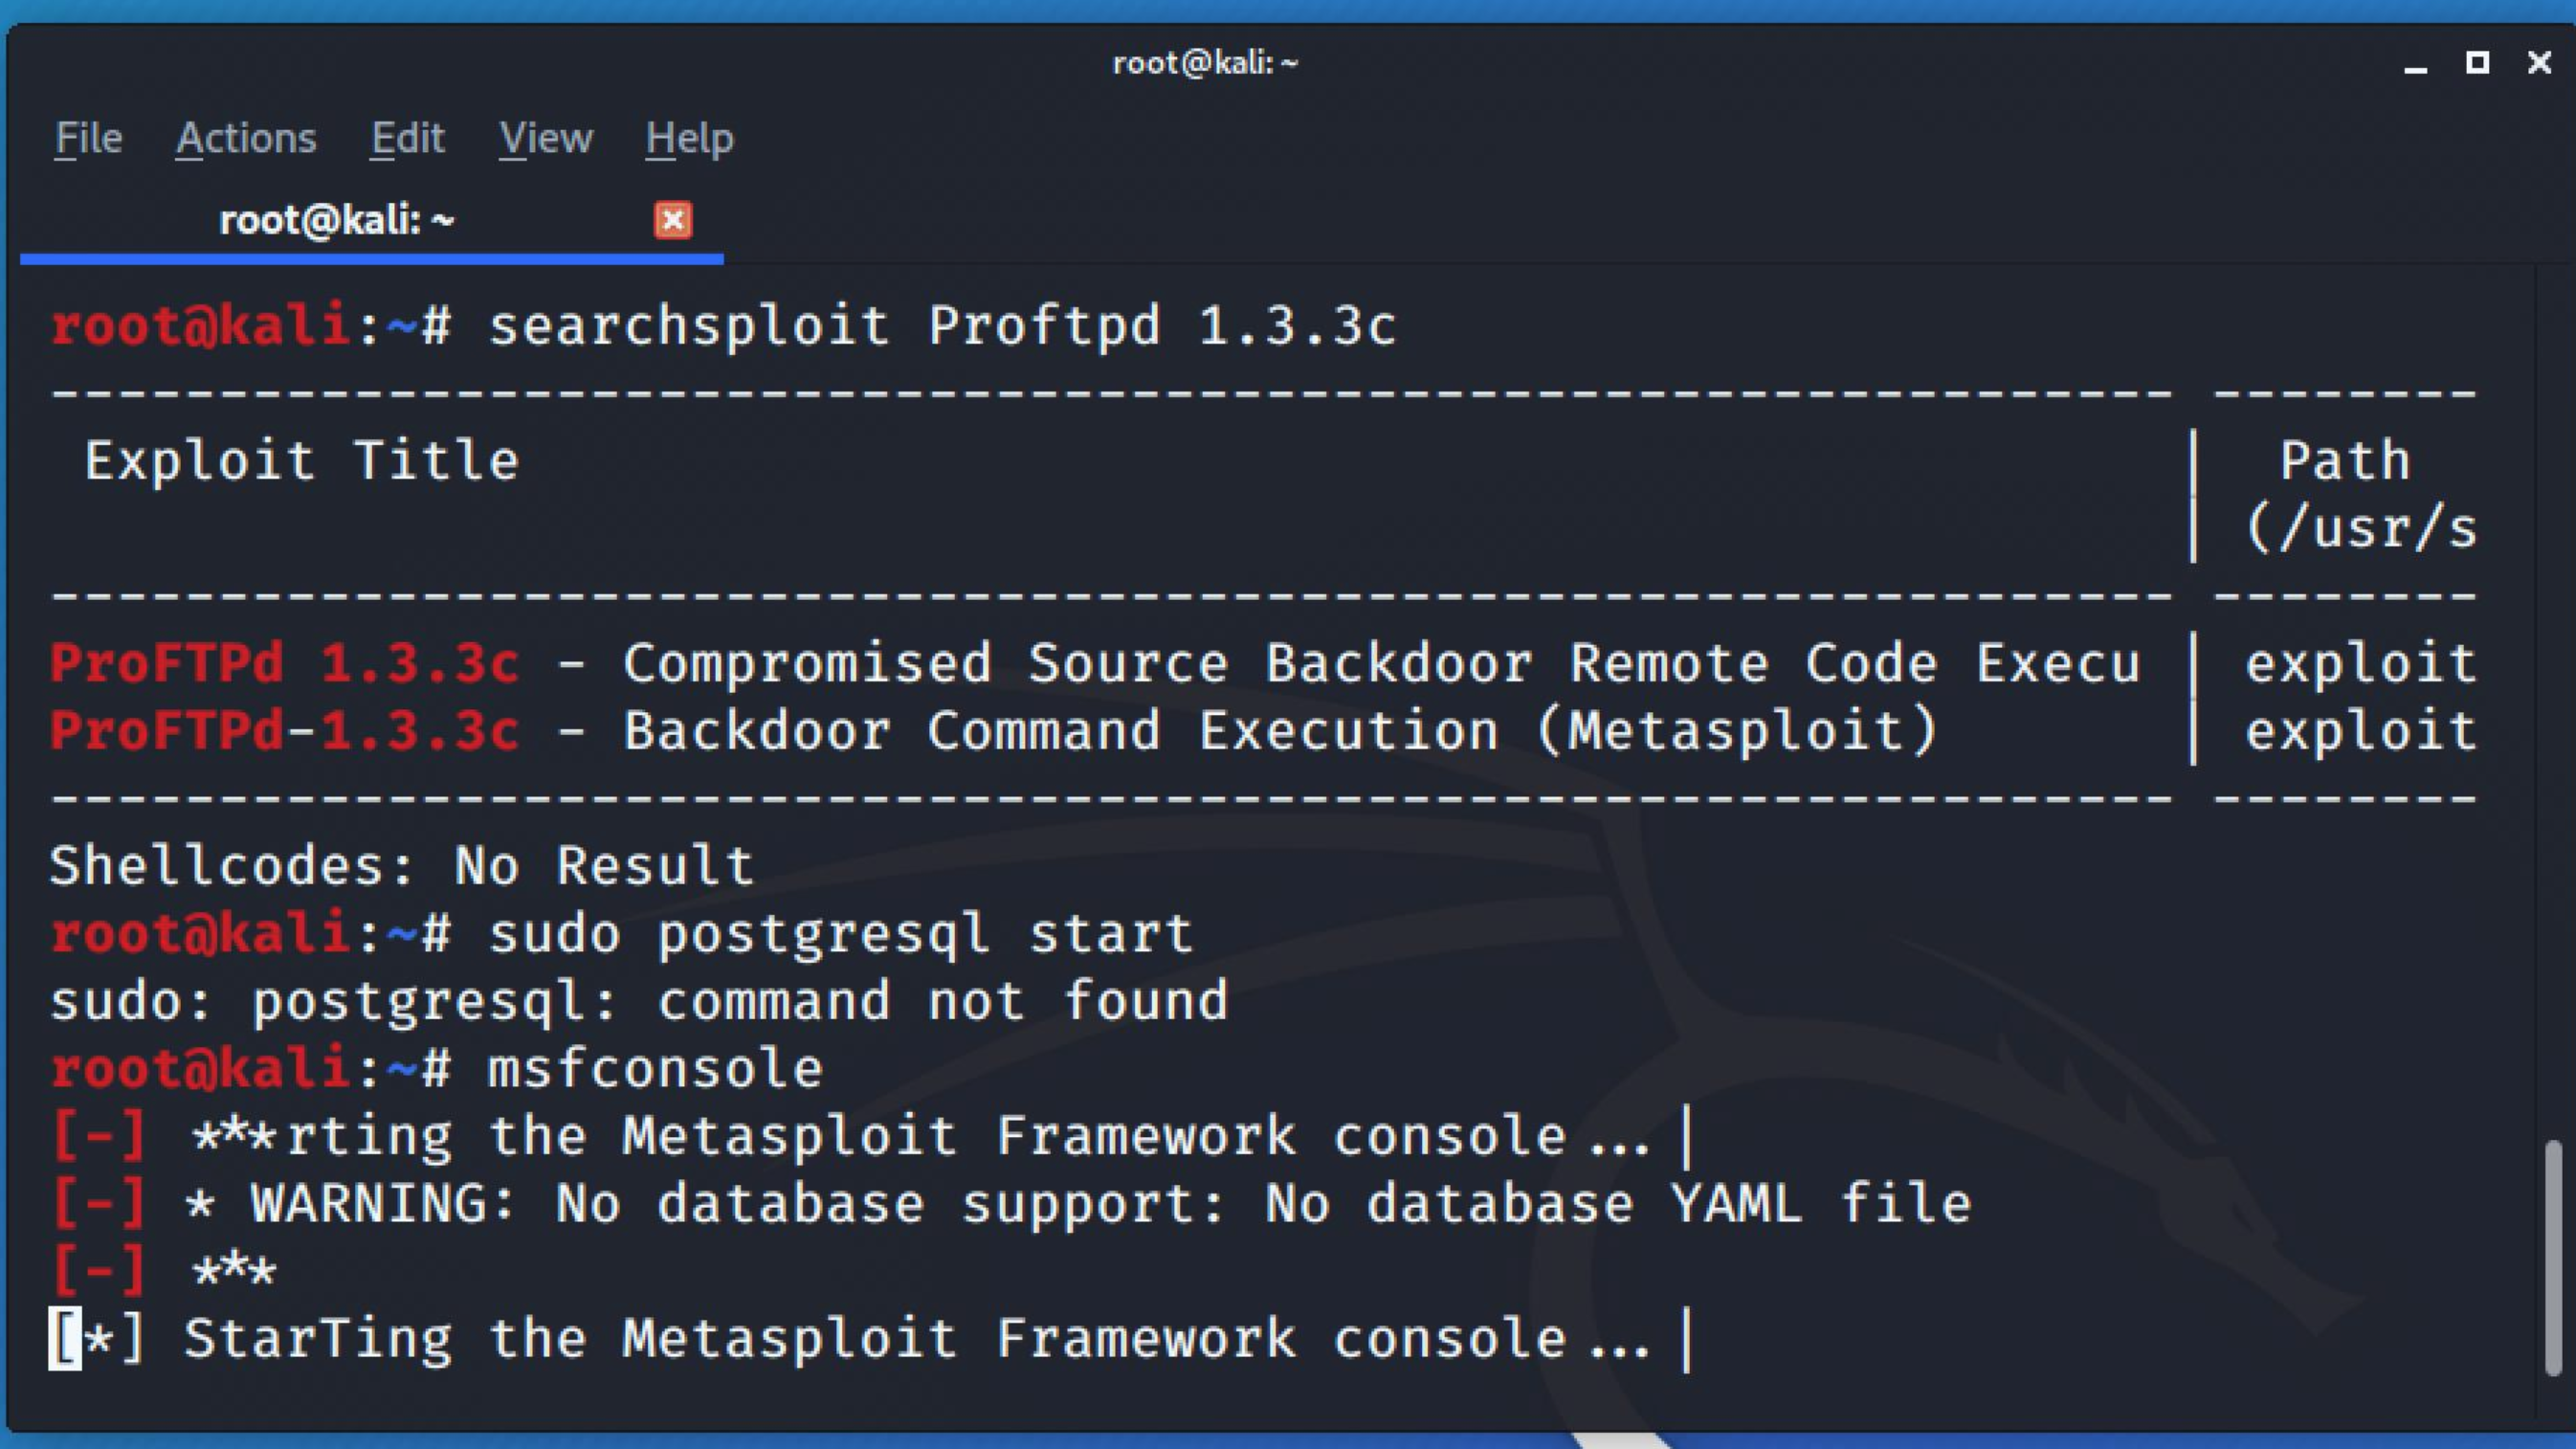 root@kali: ~
File Actions Edit View Help
root@kali: ~
root@kali:~# searchsploit Proftpd 1.3.3c
--------------------------------------------------------------- --------
Exploit Title | Path
| (/usr/s
--------------------------------------------------------------- --------
ProFTPd 1.3.3c - Compromised Source Backdoor Remote Code Execu | exploit
ProFTPd-1.3.3c - Backdoor Command Execution (Metasploit) | exploit
--------------------------------------------------------------- --------
Shellcodes: No Result
root@kali:~# sudo postgresql start
sudo: postgresql: command not found
root@kali:~# msfconsole
[-] ***rting the Metasploit Framework console...|
[-] * WARNING: No database support: No database YAML file
[-] ***
[*] StarTing the Metasploit Framework console...|